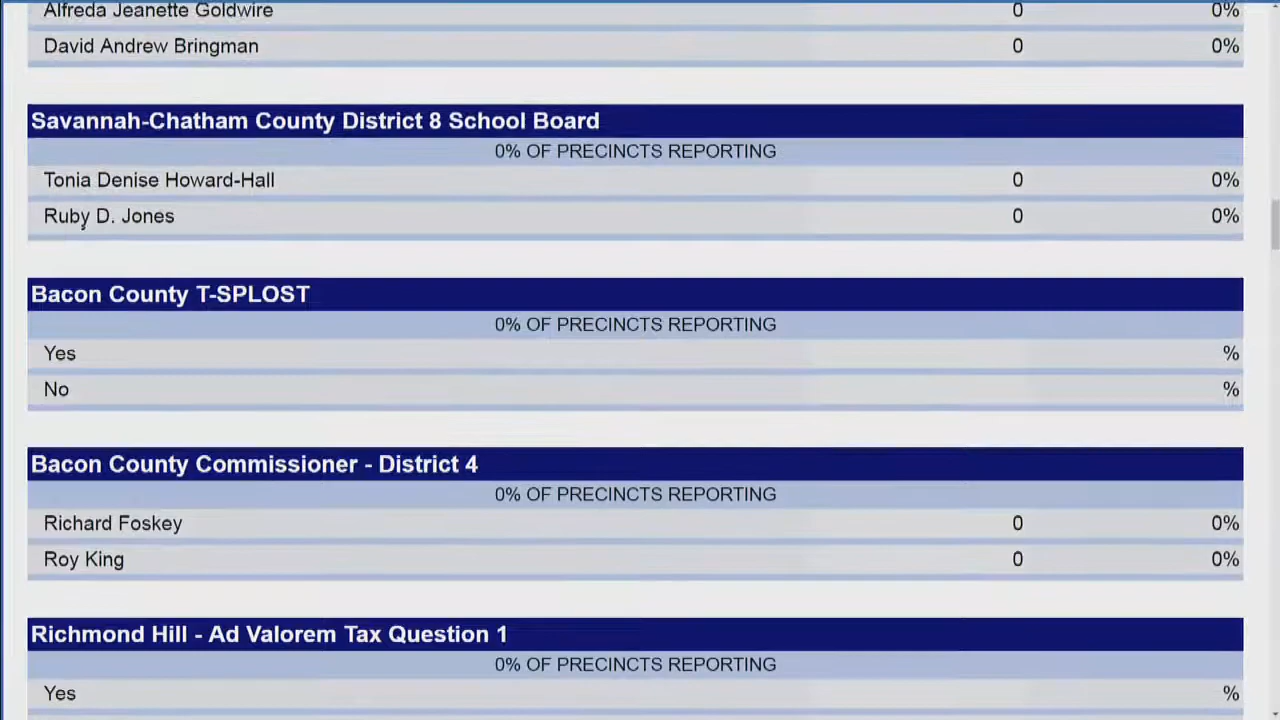 Alfreda Jeanette Goldwire 0 0%
David Andrew Bringman 0 0%
Savannah-Chatham County District 8 School Board
0% OF PRECINCTS REPORTING
Tonia Denise Howard-Hall 0 0%
Ruby D. Jones 0 0%
Bacon County T-SPLOST
0% OF PRECINCTS REPORTING
Yes %
No %
Bacon County Commissioner - District 4
0% OF PRECINCTS REPORTING
Richard Foskey 0 0%
Roy King 0 0%
Richmond Hill - Ad Valorem Tax Question 1
0% OF PRECINCTS REPORTING
Yes %